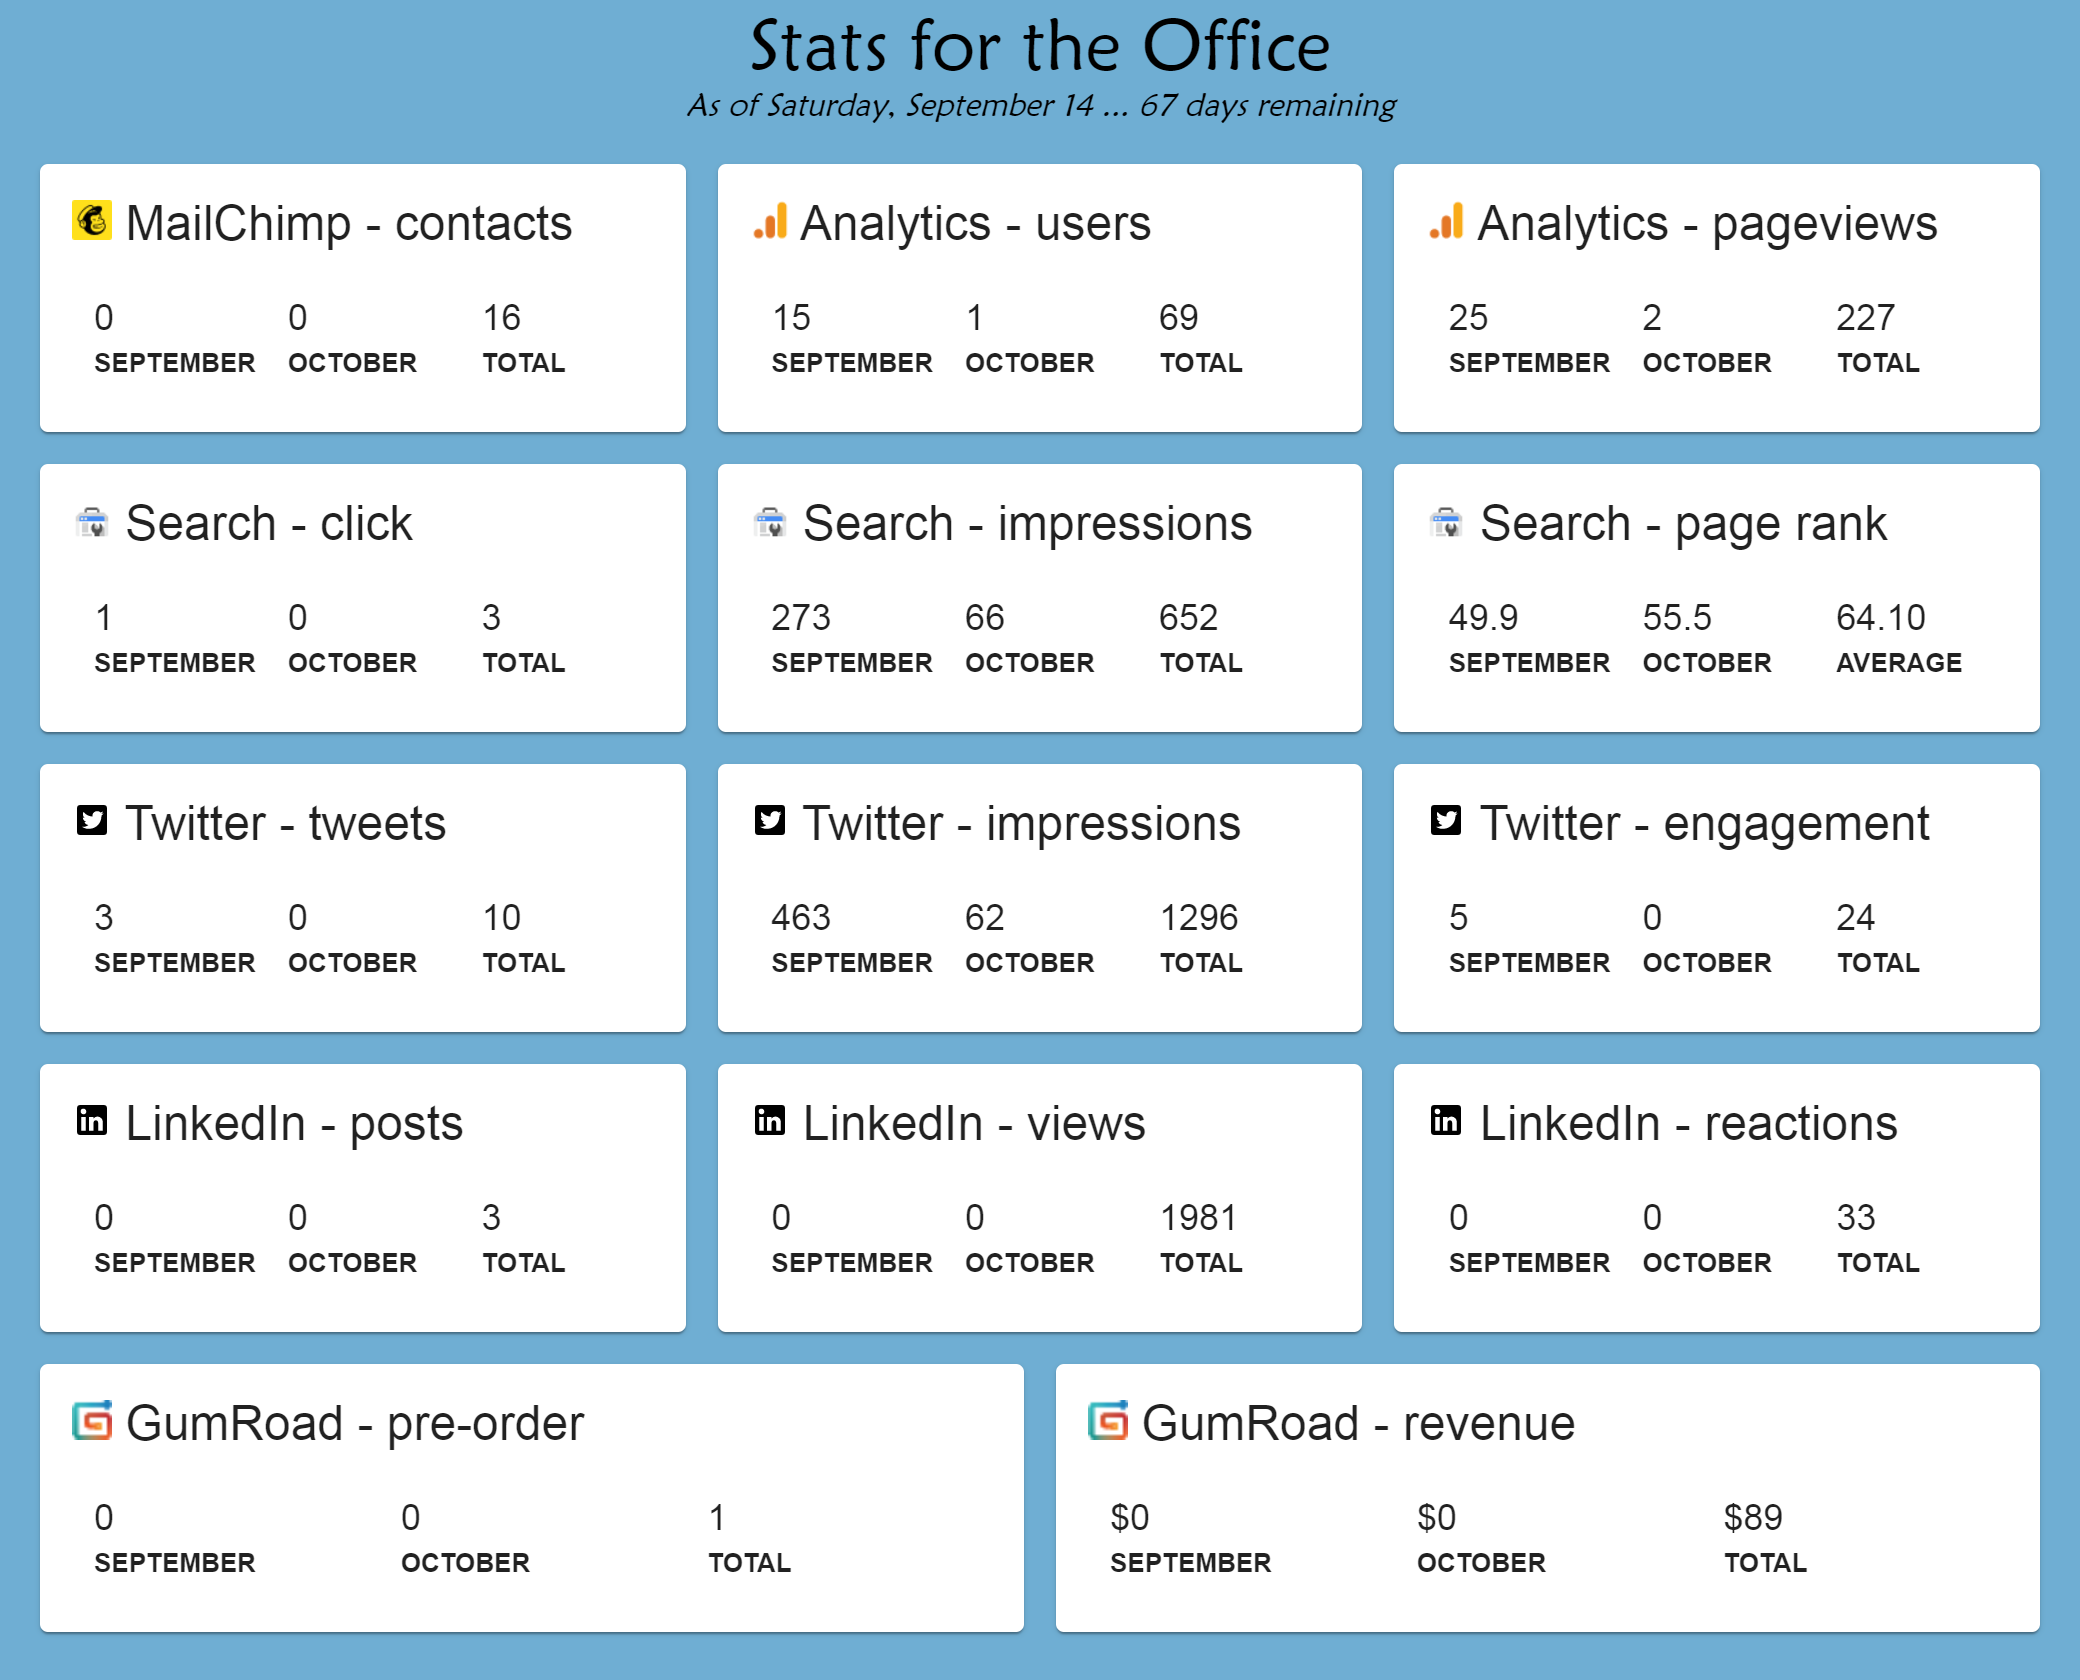 Stats for the Office
As of Saturday, September 14 ... 67 days remaining
MailChimp - contacts
0 0 16
SEPTEMBER OCTOBER TOTAL
Analytics - users
15 1 69
SEPTEMBER OCTOBER TOTAL
Analytics - pageviews
25 2 227
SEPTEMBER OCTOBER TOTAL
Search - click
1 0 3
SEPTEMBER OCTOBER TOTAL
Search - impressions
273 66 652
SEPTEMBER OCTOBER TOTAL
Search - page rank
49.9 55.5 64.10
SEPTEMBER OCTOBER AVERAGE
Twitter - tweets
3 0 10
SEPTEMBER OCTOBER TOTAL
Twitter - impressions
463 62 1296
SEPTEMBER OCTOBER TOTAL
Twitter - engagement
5 0 24
SEPTEMBER OCTOBER TOTAL
in LinkedIn - posts
0 0 3
SEPTEMBER OCTOBER TOTAL
in LinkedIn - views
0 0 1981
SEPTEMBER OCTOBER TOTAL
in LinkedIn - reactions
0 0 33
SEPTEMBER OCTOBER TOTAL
GumRoad - pre-order
0 0 1
SEPTEMBER OCTOBER TOTAL
GumRoad - revenue
$0 $0 $89
SEPTEMBER OCTOBER TOTAL